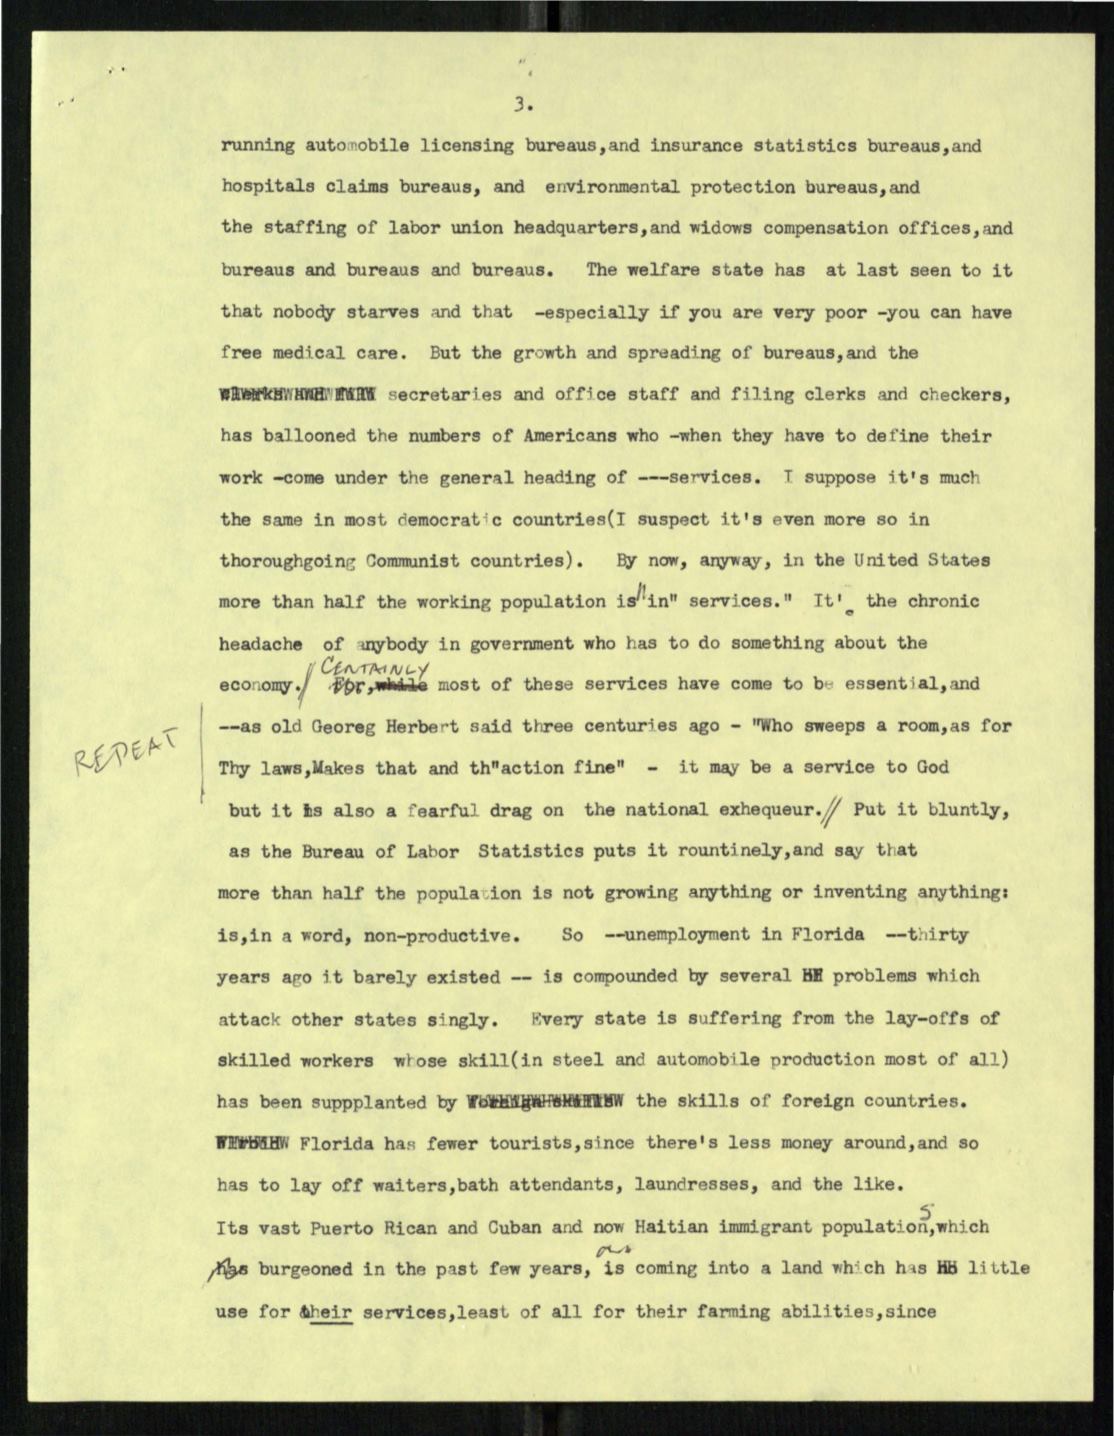 3.
running automobile licensing bureaus,and insurance statistics bureaus,and
hospitals claims bureaus, and environmental protection bureaus,and
the staffing of labor union headquarters,and widows compensation offices,and
bureaus and bureaus and bureaus. The welfare state has at last seen to it
that nobody starves and that -especially if you are very poor -you can have
free medical care. But the growth and spreading of bureaus,and the
secretaries and office staff and filing clerks and checkers,
has ballooned the numbers of Americans who -when they have to define their
work -come under the general heading of ---services. I suppose it's much
the same in most democratic countries(I suspect it's even more so in
thoroughgoing Communist countries). By now, anyway, in the United States
more than half the working population is "in" services." It' the chronic
headache of anybody in government who has to do something about the
CERTAINLY
economy.// For,while most of these services have come to be essential,and
--as old Georeg Herbert said three centuries ago - "Who sweeps a room,as for
REPEAT
Thy laws,Makes that and th"action fine" - it may be a service to God
but it is also a fearful drag on the national exhequeur.// Put it bluntly,
as the Bureau of Labor Statistics puts it rountinely,and say that
more than half the population is not growing anything or inventing anything:
is,in a word, non-productive. So --unemployment in Florida --thirty
years ago it barely existed -- is compounded by several problems which
attack other states singly. Every state is suffering from the lay-offs of
skilled workers whose skill(in steel and automobile production most of all)
has been suppplanted by the skills of foreign countries.
Florida has fewer tourists,since there's less money around,and so
has to lay off waiters,bath attendants, laundresses, and the like.
Its vast Puerto Rican and Cuban and now Haitian immigrant populations,which
has burgeoned in the past few years, is coming into a land which has little
use for their services,least of all for their farming abilities,since